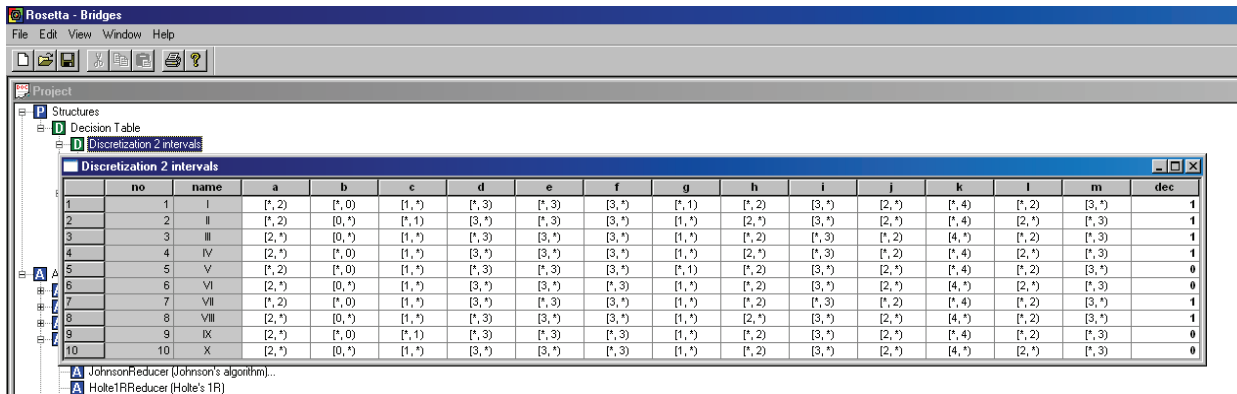 Rosetta - Bridges
File Edit View Window Help
Project
P Structures
D Decision Table
D Discretization 2 intervals
Discretization 2 intervals
no name a b c d e f g h i j k l m dec
1 1 I [*, 2) [*, 0) [1, *) [*, 3) [*, 3) [3, *) [*, 1) [*, 2) [3, *) [2, *) [*, 4) [*, 2) [3, *) 1
2 2 II [*, 2) [0, *) [*, 1) [3, *) [*, 3) [3, *) [1, *) [2, *) [3, *) [2, *) [*, 4) [2, *) [*, 3) 1
3 3 III [2, *) [0, *) [1, *) [*, 3) [3, *) [3, *) [1, *) [*, 2) [*, 3) [*, 2) [4, *) [*, 2) [*, 3) 1
4 4 IV [2, *) [*, 0) [1, *) [3, *) [3, *) [3, *) [1, *) [2, *) [*, 3) [*, 2) [*, 4) [2, *) [*, 3) 1
5 5 V [*, 2) [*, 0) [1, *) [*, 3) [*, 3) [3, *) [*, 1) [*, 2) [3, *) [2, *) [*, 4) [*, 2) [3, *) 0
6 6 VI [2, *) [0, *) [1, *) [3, *) [3, *) [*, 3) [1, *) [*, 2) [3, *) [2, *) [4, *) [2, *) [*, 3) 0
7 7 VII [*, 2) [*, 0) [1, *) [3, *) [*, 3) [3, *) [1, *) [*, 2) [*, 3) [*, 2) [*, 4) [*, 2) [3, *) 1
8 8 VIII [2, *) [0, *) [1, *) [*, 3) [3, *) [3, *) [1, *) [2, *) [3, *) [2, *) [4, *) [*, 2) [3, *) 1
9 9 IX [2, *) [*, 0) [*, 1) [3, *) [*, 3) [*, 3) [1, *) [*, 2) [3, *) [2, *) [*, 4) [*, 2) [*, 3) 0
10 10 X [2, *) [0, *) [1, *) [3, *) [3, *) [*, 3) [1, *) [*, 2) [3, *) [2, *) [4, *) [2, *) [*, 3) 0
A JohnsonReducer (Johnson's algorithm)...
A Holte1RReducer (Holte's 1R)